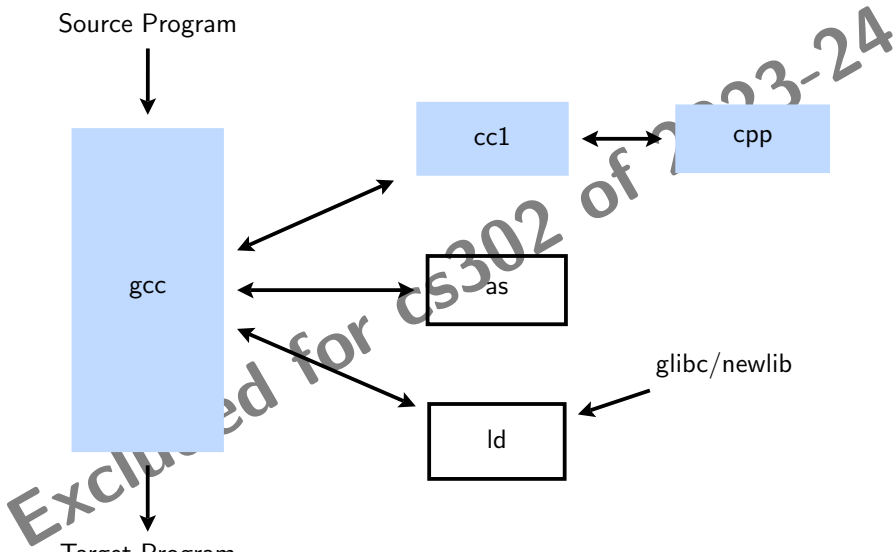 Source Program
cc1
cpp
gcc
as
glibc/newlib
ld
Target Program
Excluded for cs302 of 2023-24